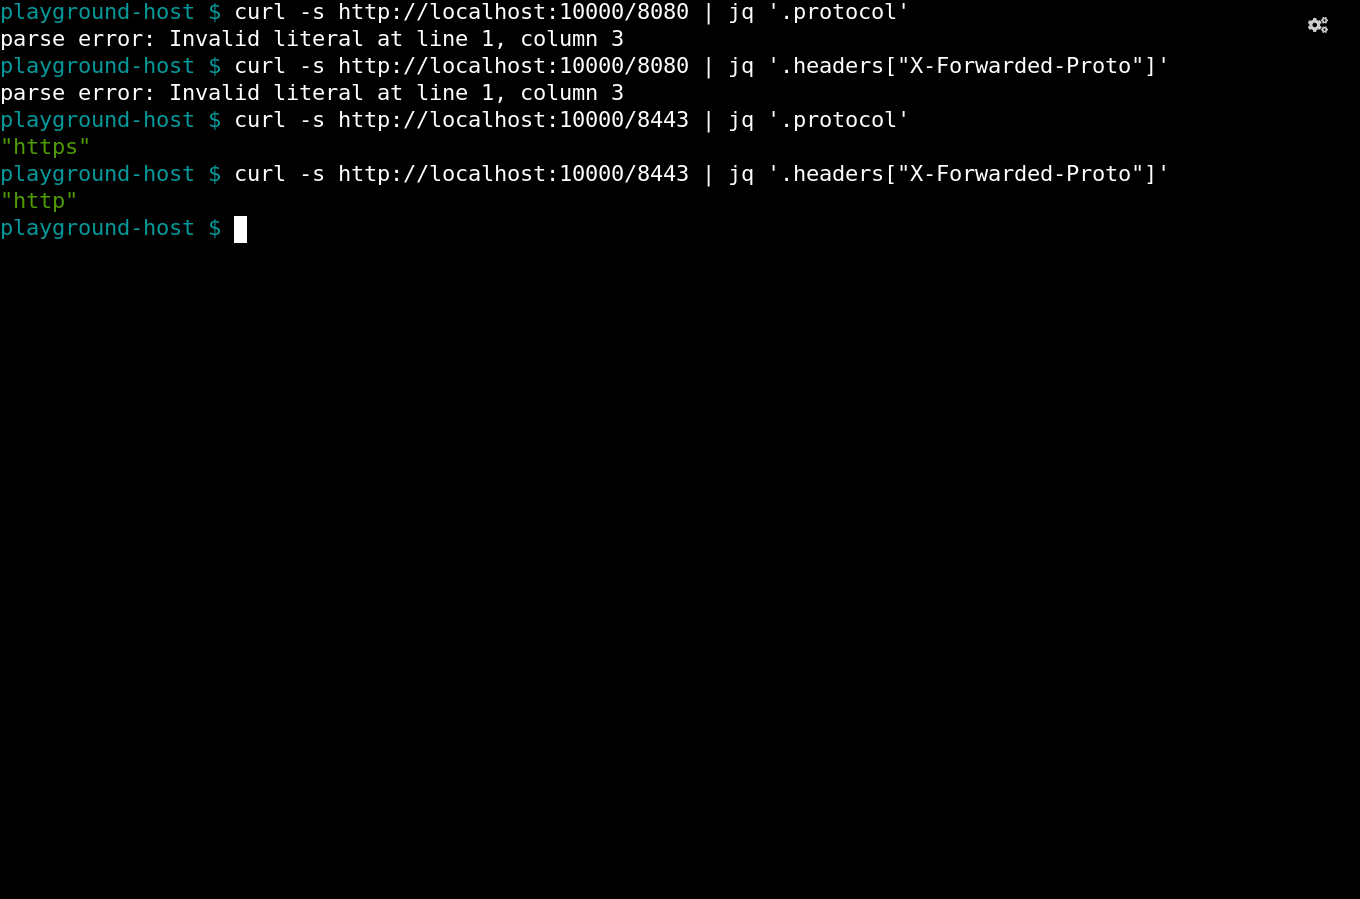 playground-host $ curl -s http://localhost:10000/8080 | jq '.protocol'
parse error: Invalid literal at line 1, column 3
playground-host $ curl -s http://localhost:10000/8080 | jq '.headers["X-Forwarded-Proto"]'
parse error: Invalid literal at line 1, column 3
playground-host $ curl -s http://localhost:10000/8443 | jq '.protocol'
"https"
playground-host $ curl -s http://localhost:10000/8443 | jq '.headers["X-Forwarded-Proto"]'
"http"
playground-host $